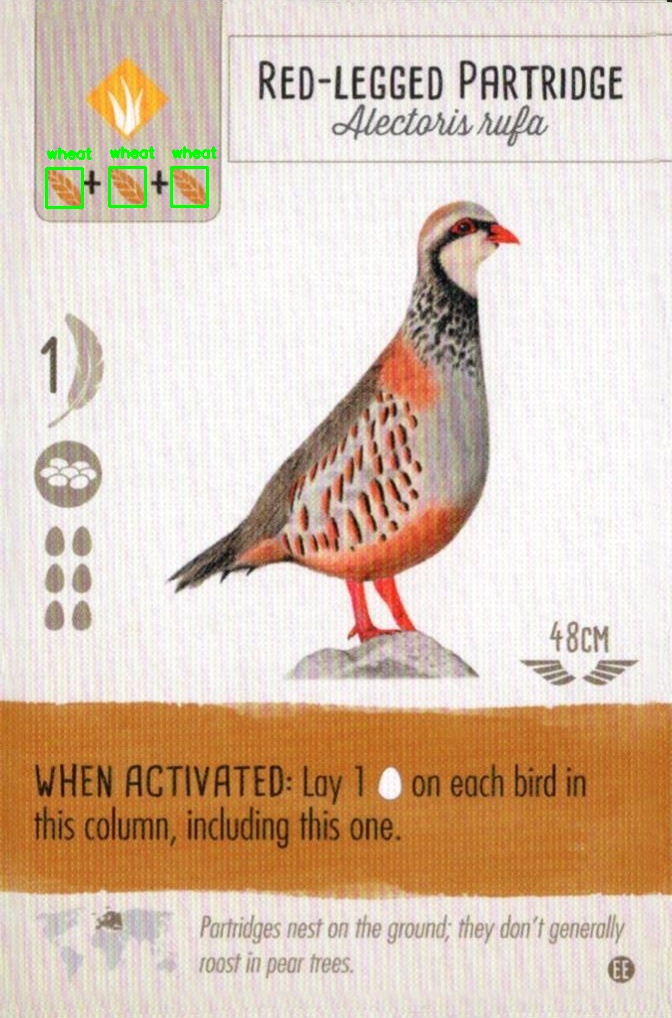 RED-LEGGED PARTRIDGE
Alectoris rufa
wheat wheat wheat
+ +
1
48CM
WHEN ACTIVATED: Lay 1 on each bird in
this column, including this one.
Partridges nest on the ground; they don't generally
roost in pear trees.
EE